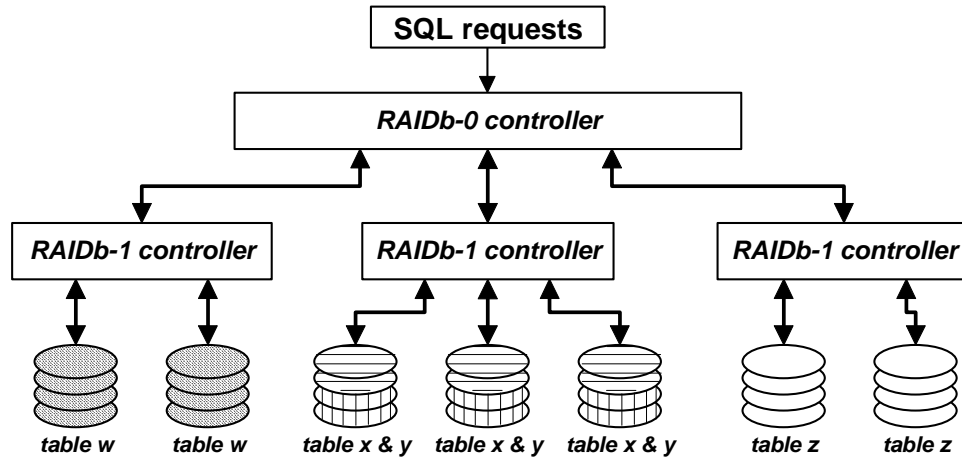 SQL requests
RAIDb-0 controller
RAIDb-1 controller
RAIDb-1 controller
RAIDb-1 controller
table w
table w
table x & y
table x & y
table x & y
table z
table z